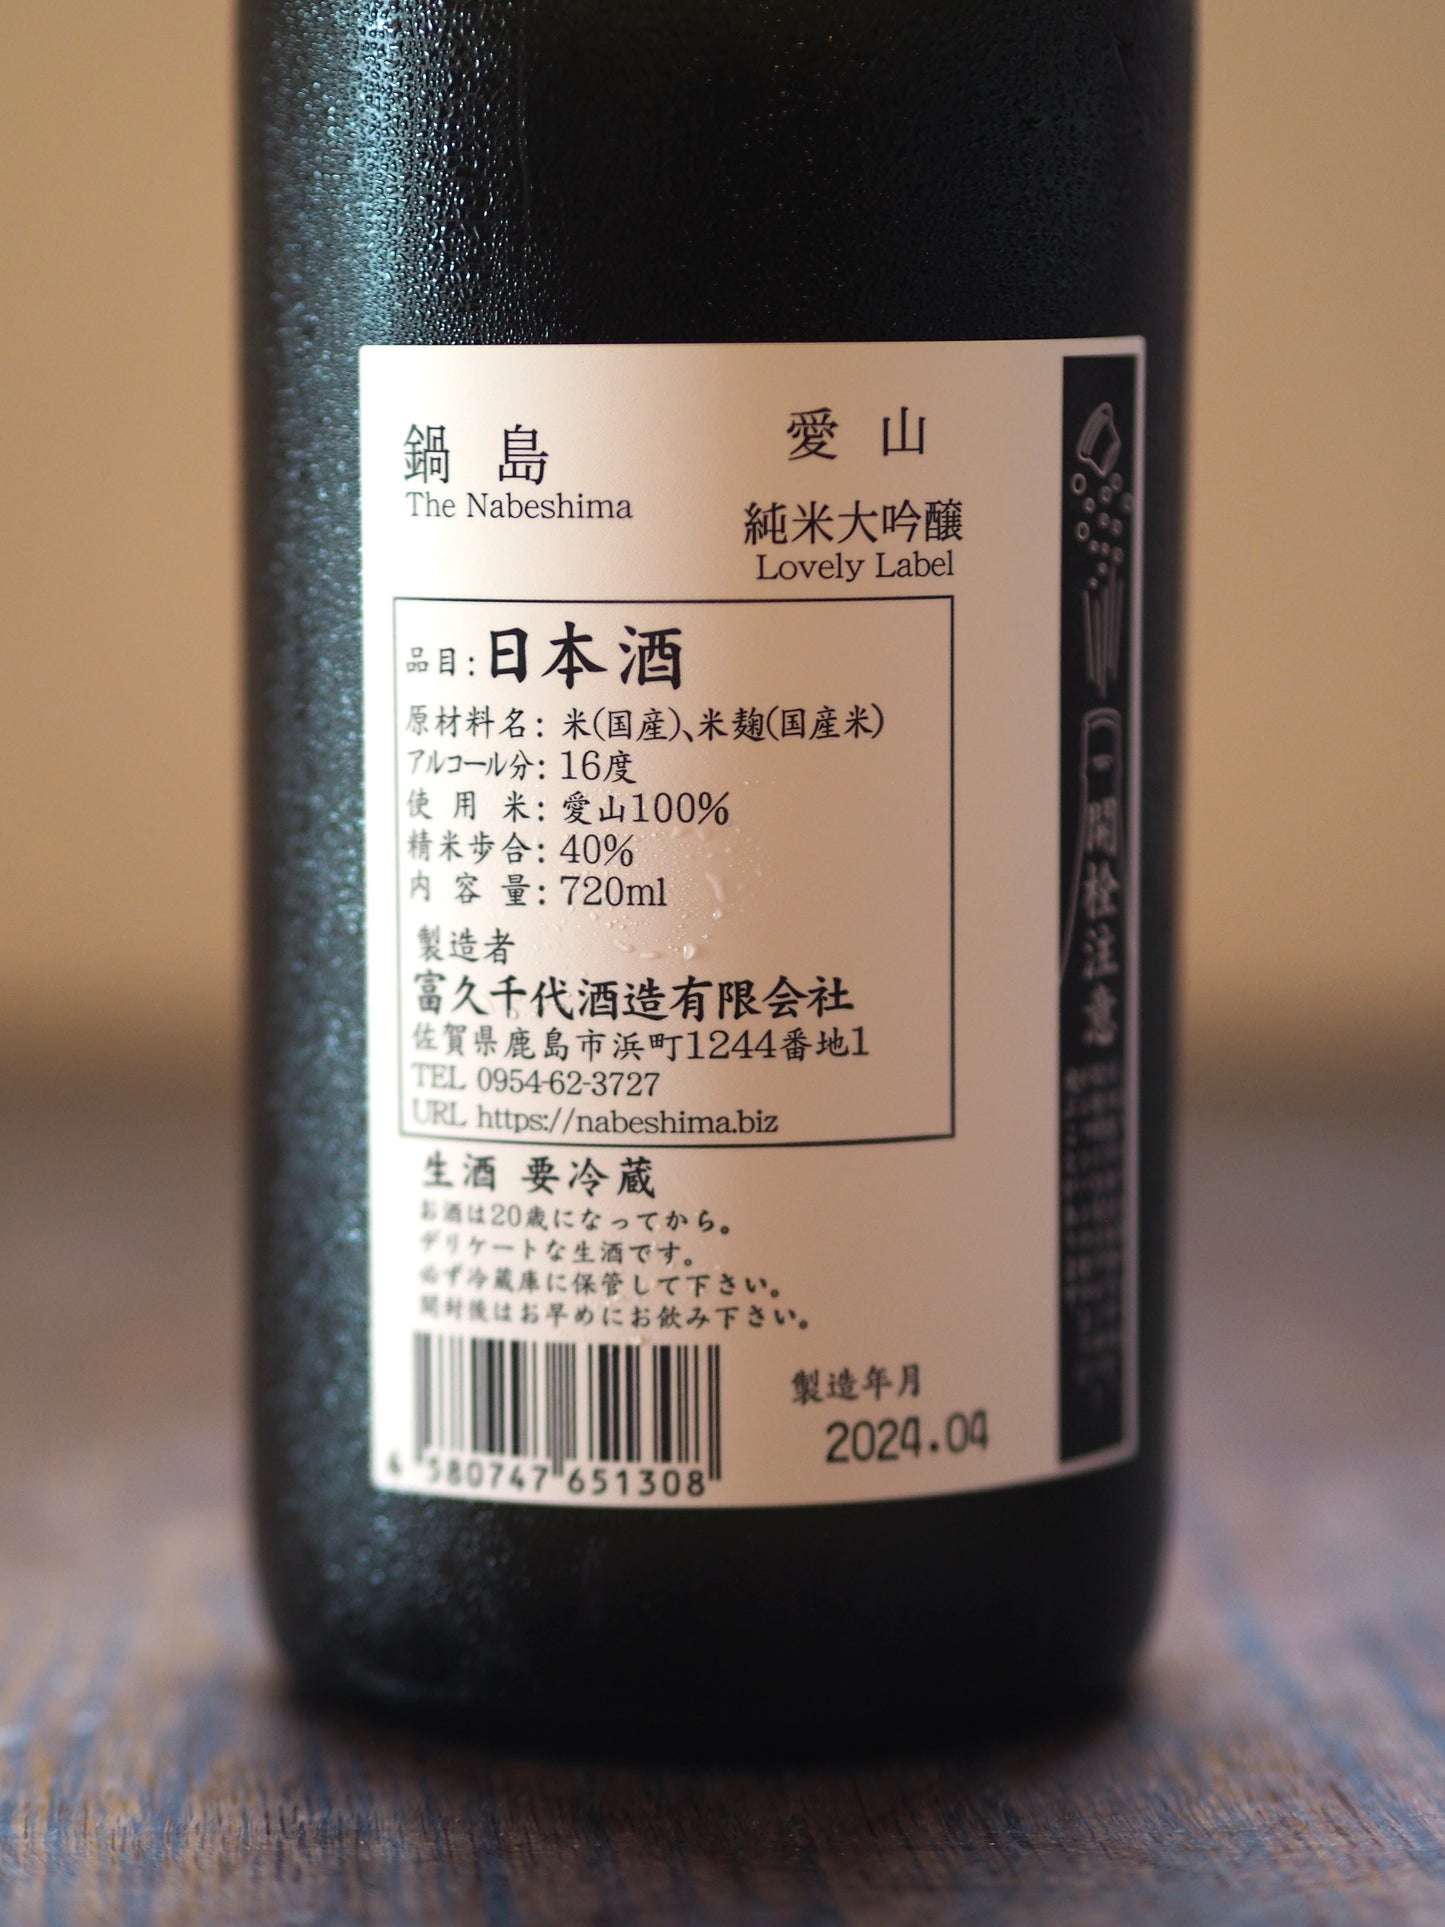 鍋島
The Nabeshima
愛山
純米大吟醸
Lovely Label
品目:日本酒
原材料名: 米(国産)、米麹(国産米)
アルコール分: 16度
使用米: 愛山100%
精米歩合: 40%
内容量: 720ml
製造者
富久千代酒造有限会社
佐賀県鹿島市浜町1244番地1
TEL 0954-62-3727
URL https://nabeshima.biz
生酒 要冷蔵
お酒は20歳になってから。
デリケートな生酒です。
必ず冷蔵庫に保管して下さい。
開封後はお早めにお飲み下さい。
4 580747 651308
製造年月
2024.04
開栓注意